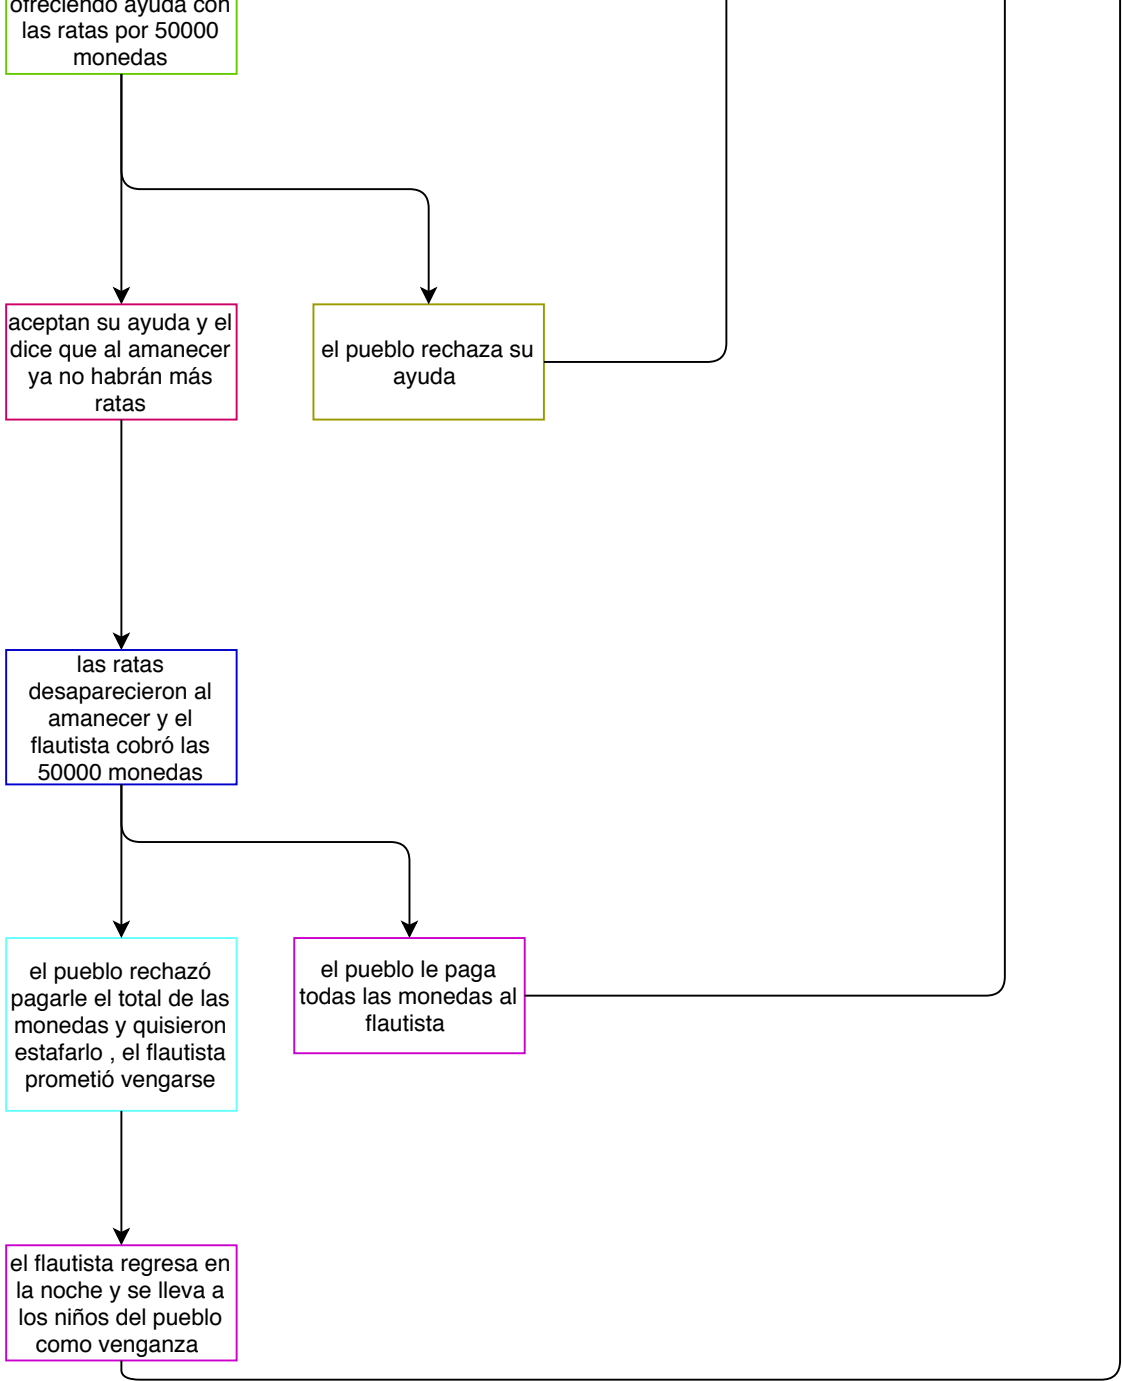 ofreciendo ayuda con
las ratas por 50000
monedas
aceptan su ayuda y el
dice que al amanecer
ya no habrán más
ratas
el pueblo rechaza su
ayuda
las ratas
desaparecieron al
amanecer y el
flautista cobró las
50000 monedas
el pueblo rechazó
pagarle el total de las
monedas y quisieron
estafarlo , el flautista
prometió vengarse
el pueblo le paga
todas las monedas al
flautista
el flautista regresa en
la noche y se lleva a
los niños del pueblo
como venganza